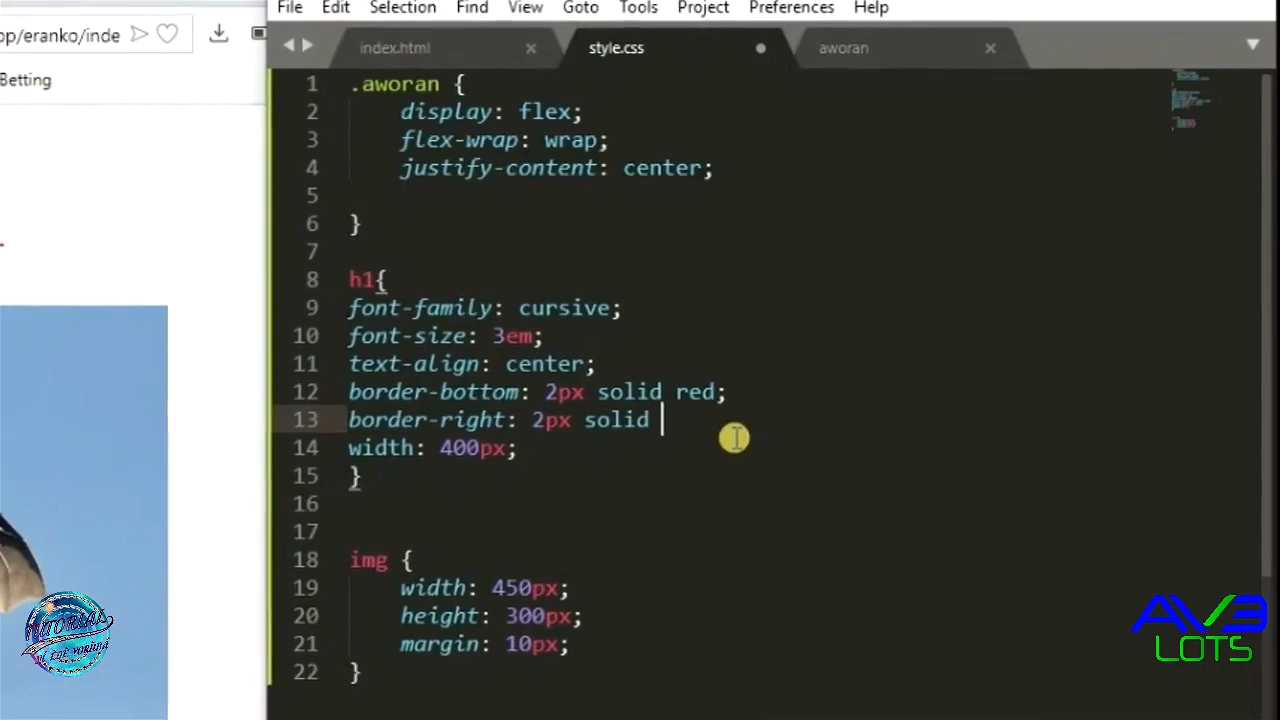 File Edit Selection Find View Goto Tools Project Preferences Help
op/eranko/inde
index.html style.css aworan
Betting
1 .aworan {
2 display: flex;
3 flex-wrap: wrap;
4 justify-content: center;
5
6 }
7
8 h1{
9 font-family: cursive;
10 font-size: 3em;
11 text-align: center;
12 border-bottom: 2px solid red;
13 border-right: 2px solid
14 width: 400px;
15 }
16
17
18 img {
19 width: 450px;
20 height: 300px;
21 margin: 10px;
22 }
TUTORIAL
AV3
LOTS